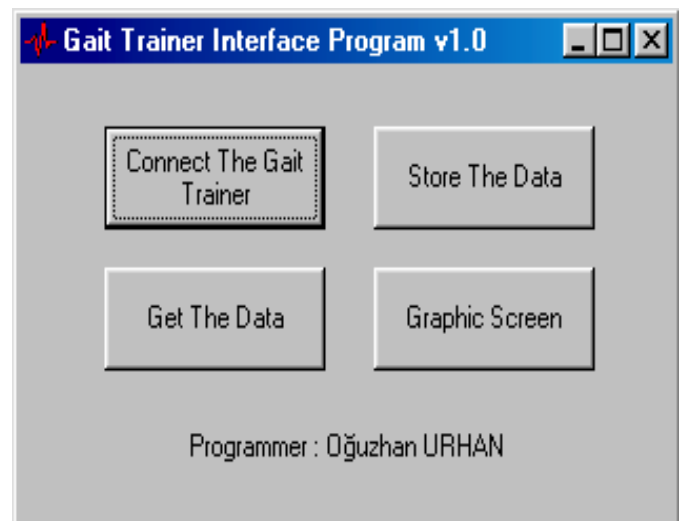 Gait Trainer Interface Program v1.0
Connect The Gait
Trainer
Store The Data
Get The Data
Graphic Screen
Programmer : Oğuzhan URHAN